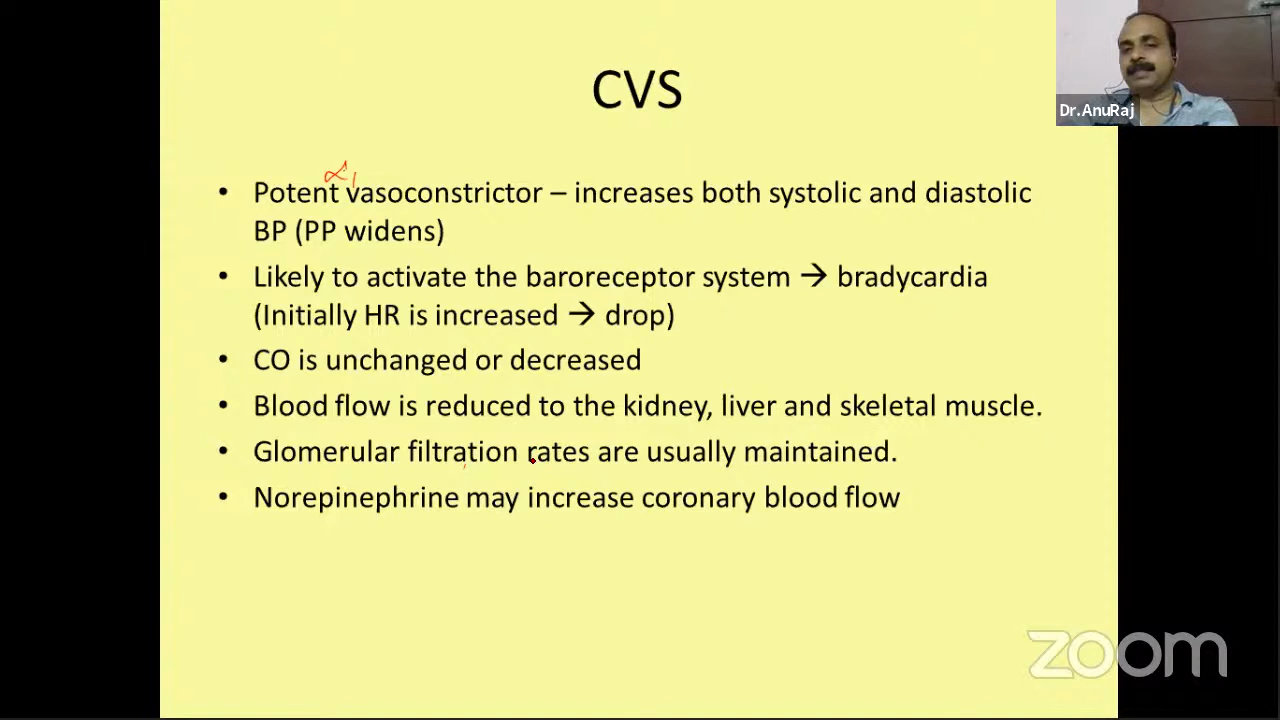 CVS
Dr.AnuRaj
α1
• Potent vasoconstrictor – increases both systolic and diastolic
BP (PP widens)
• Likely to activate the baroreceptor system → bradycardia
(Initially HR is increased → drop)
• CO is unchanged or decreased
• Blood flow is reduced to the kidney, liver and skeletal muscle.
• Glomerular filtration rates are usually maintained.
• Norepinephrine may increase coronary blood flow
zoom